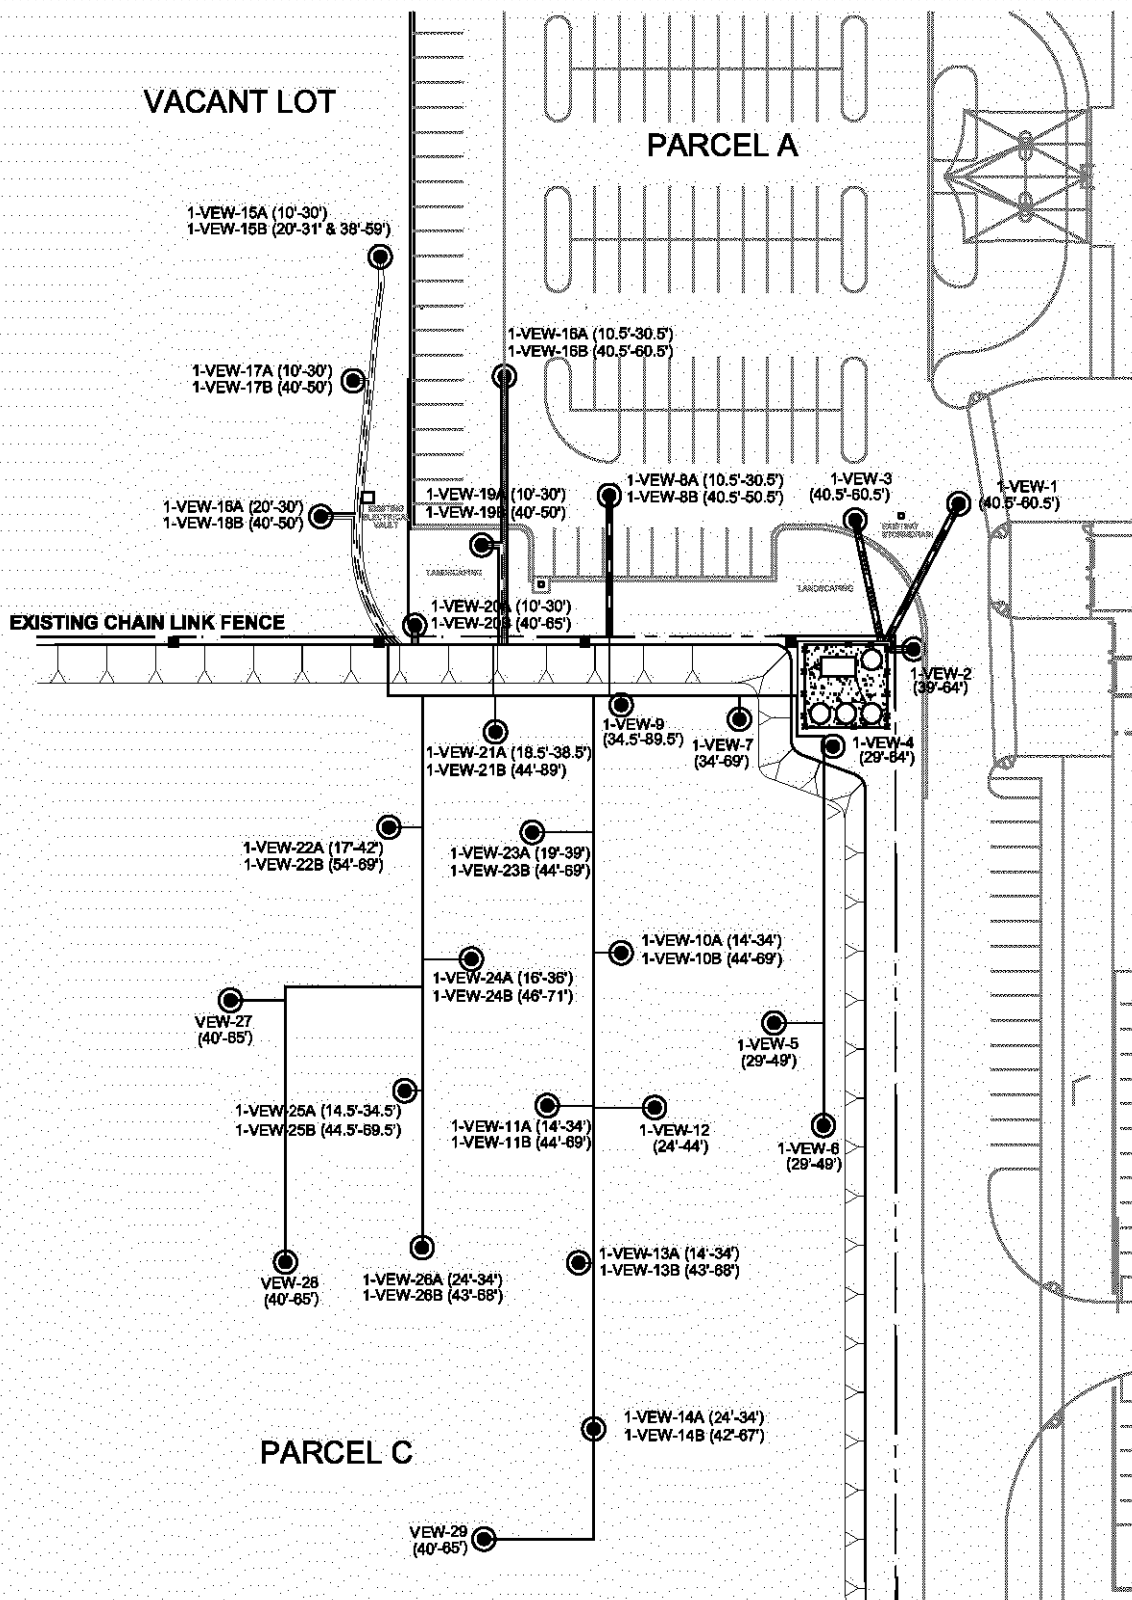 VACANT LOT
PARCEL A
1-VEW-15A (10'-30')
1-VEW-15B (20'-31' & 38'-59')
1-VEW-16A (10.5'-30.5')
1-VEW-16B (40.5'-60.5')
1-VEW-17A (10'-30')
1-VEW-17B (40'-50')
1-VEW-3
(40.5'-60.5')
1-VEW-1
(40.5'-60.5')
1-VEW-8A (10.5'-30.5')
1-VEW-8B (40.5'-50.5')
1-VEW-19A (10'-30')
1-VEW-19B (40'-50')
1-VEW-18A (20'-30')
1-VEW-18B (40'-50')
EXISTING
ELECTRICAL
VAULT
EXISTING
STORMDRAIN
LANDSCAPING
LANDSCAPING
1-VEW-20A (10'-30')
1-VEW-20B (40'-65')
EXISTING CHAIN LINK FENCE
1-VEW-2
(39'-64')
1-VEW-9
(34.5'-89.5')
1-VEW-7
(34'-69')
1-VEW-4
(29'-64')
1-VEW-21A (18.5'-38.5')
1-VEW-21B (44'-89')
1-VEW-22A (17'-42')
1-VEW-22B (54'-69')
1-VEW-23A (19'-39')
1-VEW-23B (44'-69')
1-VEW-10A (14'-34')
1-VEW-10B (44'-69')
1-VEW-24A (16'-36')
1-VEW-24B (46'-71')
VEW-27
(40'-65')
1-VEW-5
(29'-49')
1-VEW-25A (14.5'-34.5')
1-VEW-25B (44.5'-69.5')
1-VEW-11A (14'-34')
1-VEW-11B (44'-69')
1-VEW-12
(24'-44')
1-VEW-6
(29'-49')
1-VEW-13A (14'-34')
1-VEW-13B (43'-68')
VEW-28
(40'-65')
1-VEW-26A (24'-34')
1-VEW-26B (43'-68')
1-VEW-14A (24'-34')
1-VEW-14B (42'-67')
PARCEL C
VEW-29
(40'-65')